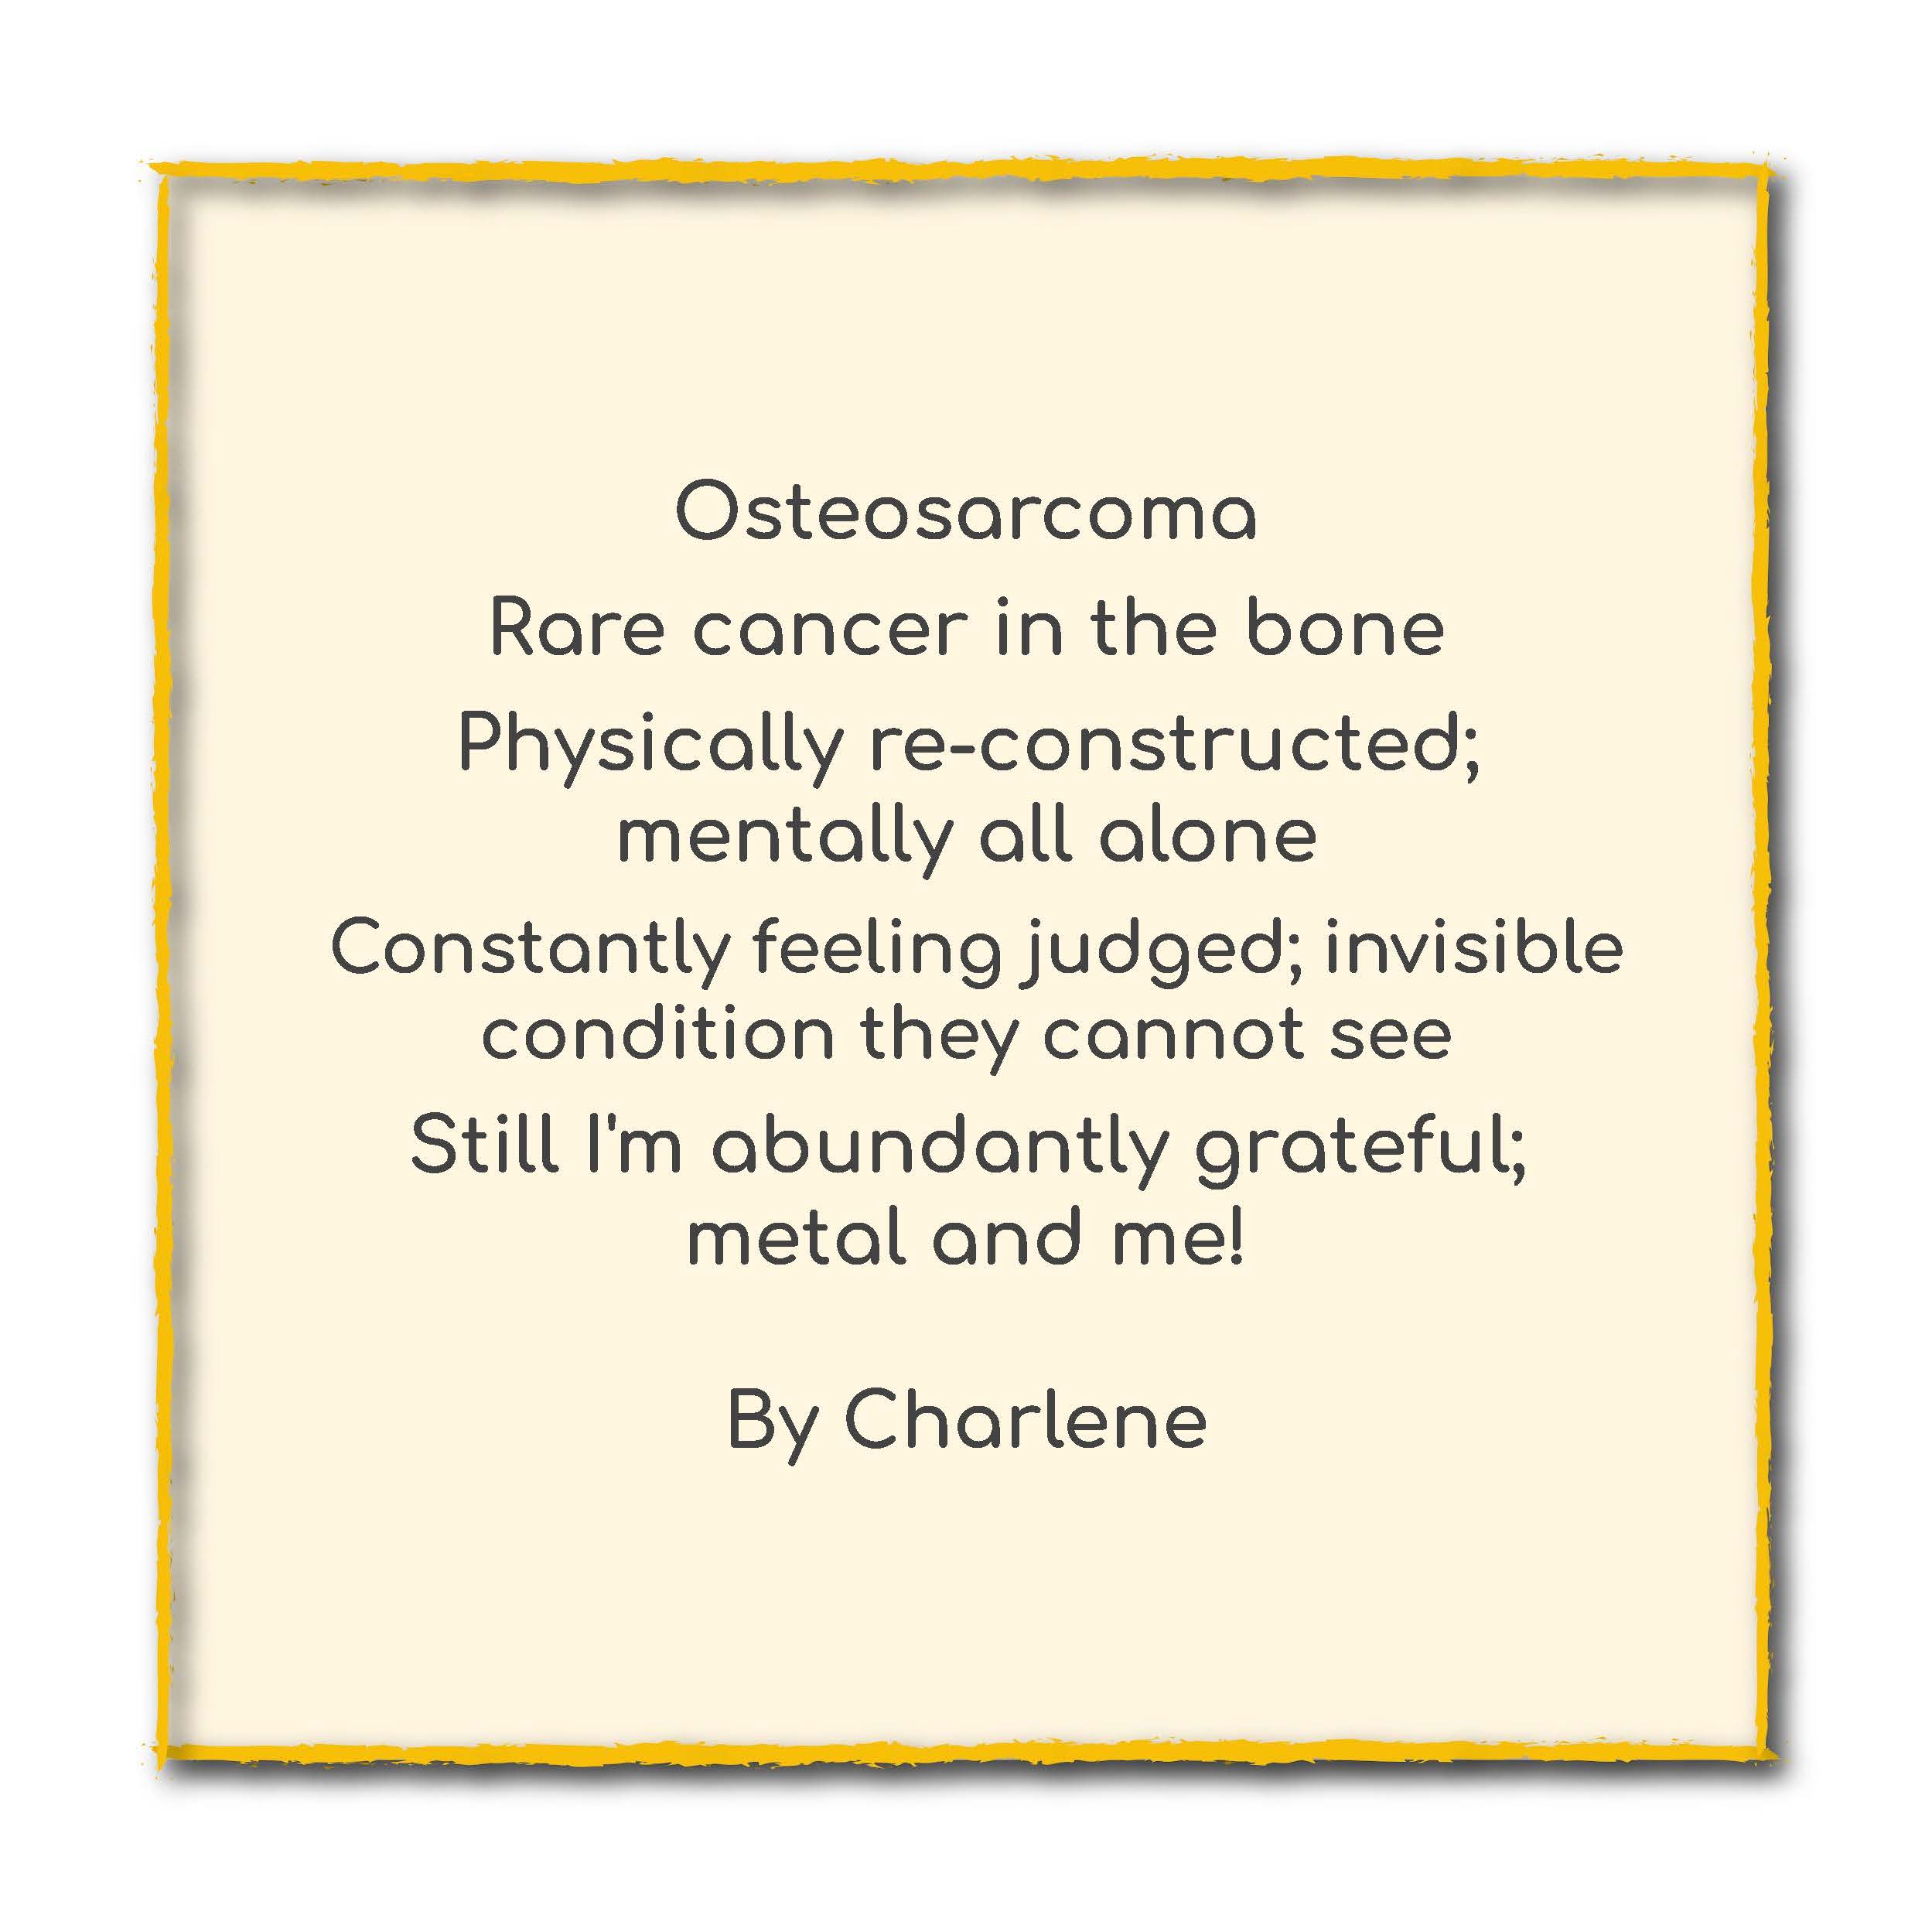 Osteosarcoma
Rare cancer in the bone
Physically re-constructed;
mentally all alone
Constantly feeling judged; invisible
condition they cannot see
Still I'm abundantly grateful;
metal and me!
By Charlene